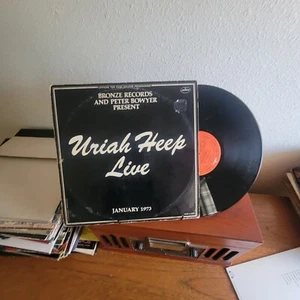 BRONZE RECORDS
AND PETER BOWYER
PRESENT
Uriah Heep
Live
JANUARY 1973